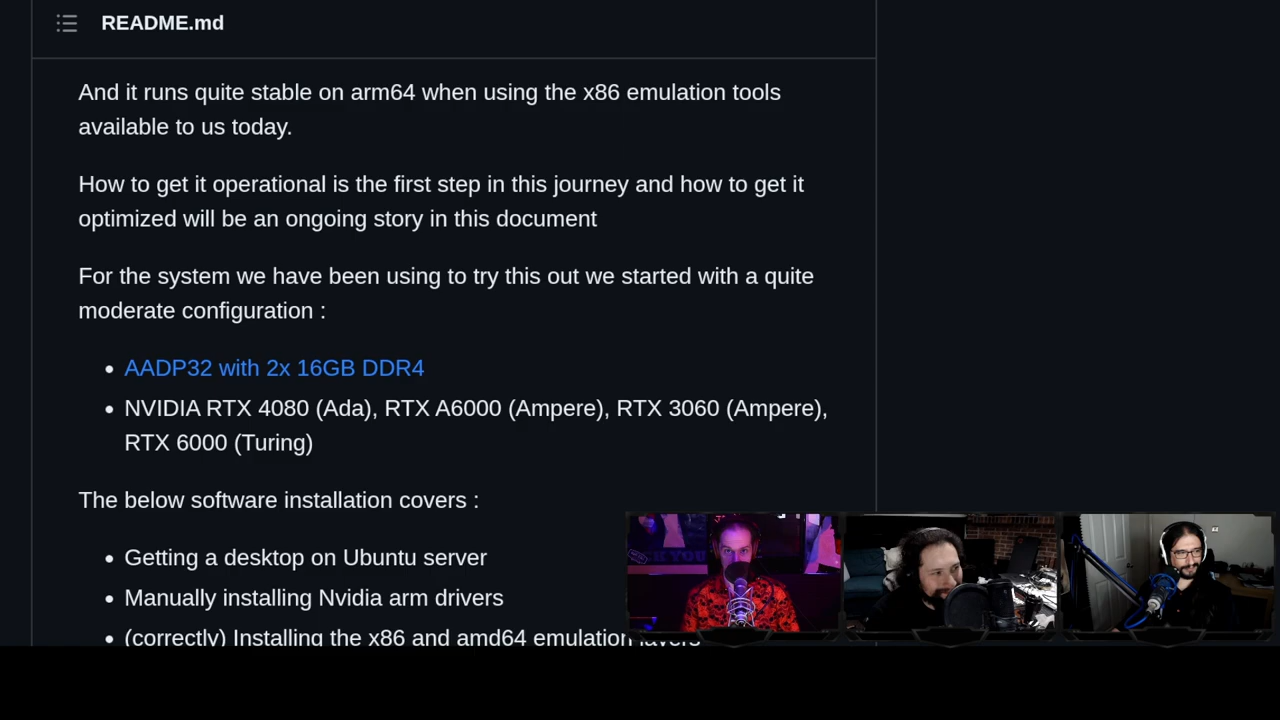 README.md
And it runs quite stable on arm64 when using the x86 emulation tools
available to us today.
How to get it operational is the first step in this journey and how to get it
optimized will be an ongoing story in this document
For the system we have been using to try this out we started with a quite
moderate configuration :
AADP32 with 2x 16GB DDR4
NVIDIA RTX 4080 (Ada), RTX A6000 (Ampere), RTX 3060 (Ampere),
RTX 6000 (Turing)
The below software installation covers :
Getting a desktop on Ubuntu server
Manually installing Nvidia arm drivers
(correctly) Installing the x86 and amd64 emulation layers